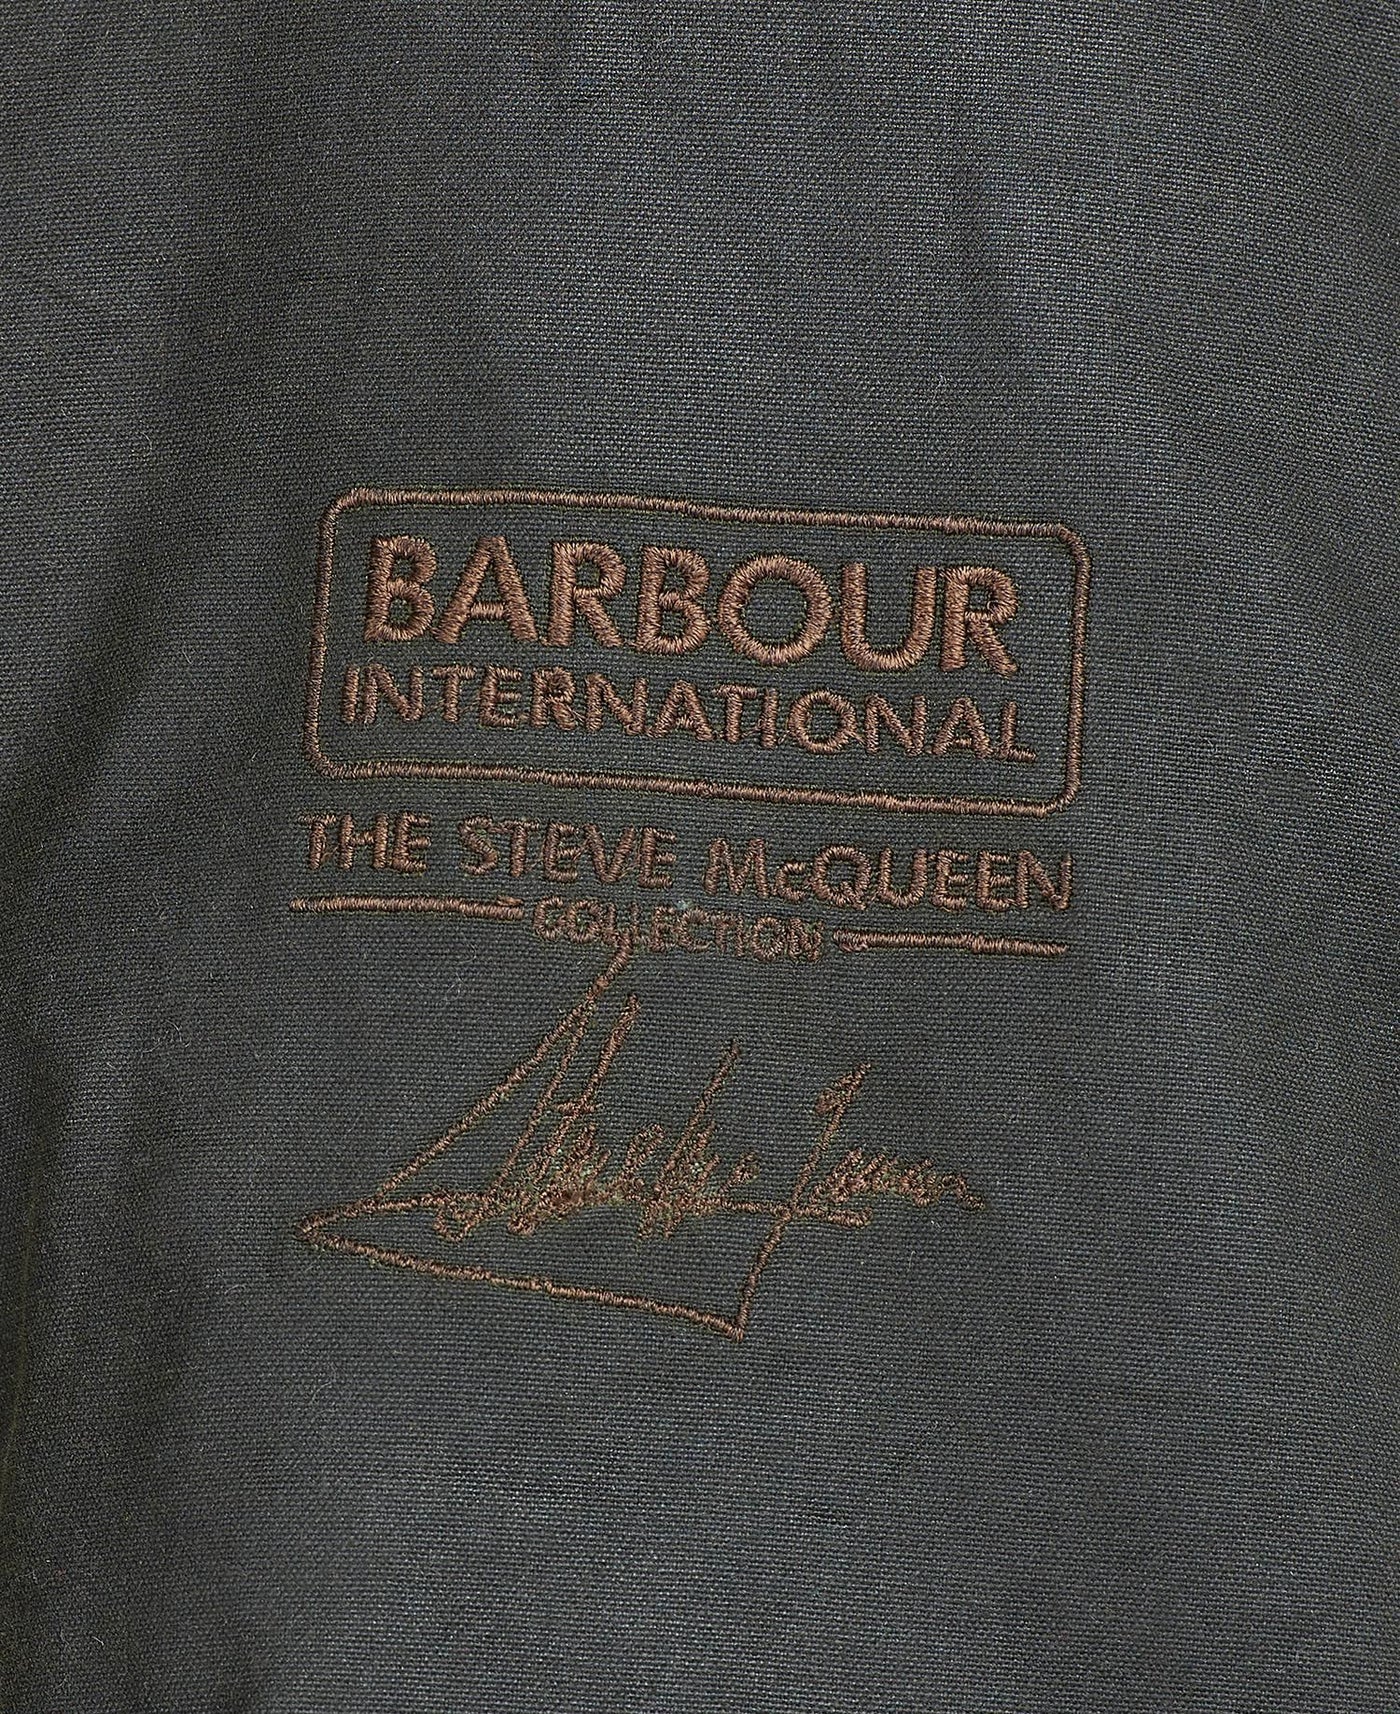 BARBOUR
INTERNATIONAL
THE STEVE McQUEEN
COLLECTION